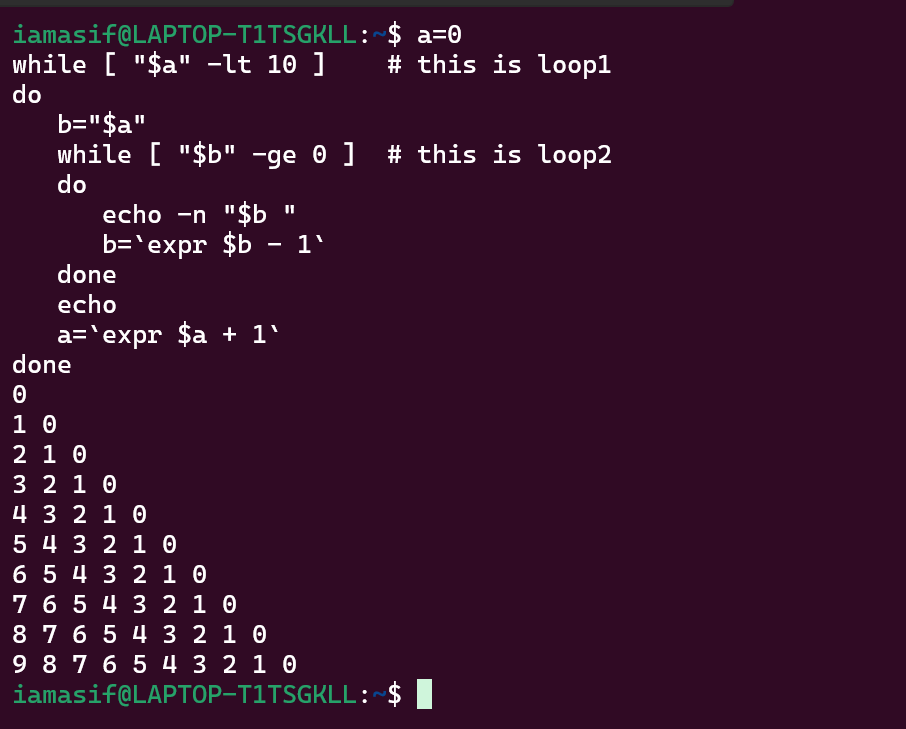 iamasif@LAPTOP-T1TSGKLL:~$ a=0
while [ "$a" -lt 10 ]    # this is loop1
do
   b="$a"
   while [ "$b" -ge 0 ]  # this is loop2
   do
      echo -n "$b "
      b=`expr $b - 1`
   done
   echo
   a=`expr $a + 1`
done
0
1 0
2 1 0
3 2 1 0
4 3 2 1 0
5 4 3 2 1 0
6 5 4 3 2 1 0
7 6 5 4 3 2 1 0
8 7 6 5 4 3 2 1 0
9 8 7 6 5 4 3 2 1 0
iamasif@LAPTOP-T1TSGKLL:~$